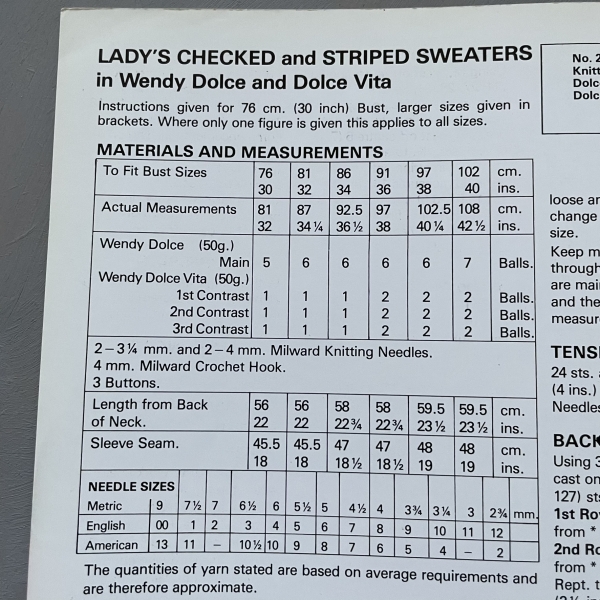 LADY'S CHECKED and STRIPED SWEATERS
in Wendy Dolce and Dolce Vita
Instructions given for 76 cm. (30 inch) Bust, larger sizes given in
brackets. Where only one figure is given this applies to all sizes.
MATERIALS AND MEASUREMENTS
To Fit Bust Sizes 76 81 86 91 97 102 cm.
30 32 34 36 38 40 ins.
Actual Measurements 81 87 92.5 97 102.5 108 cm.
32 34¼ 36½ 38 40¼ 42½ ins.
Wendy Dolce (50g.)
Main 5 6 6 6 6 7 Balls.
Wendy Dolce Vita (50g.)
1st Contrast 1 1 1 2 2 2 Balls.
2nd Contrast 1 1 1 2 2 2 Balls.
3rd Contrast 1 1 1 2 2 2 Balls.
2–3¼ mm. and 2–4 mm. Milward Knitting Needles.
4 mm. Milward Crochet Hook.
3 Buttons.
Length from Back 56 56 58 58 59.5 59.5 cm.
of Neck. 22 22 22¾ 22¾ 23½ 23½ ins.
Sleeve Seam. 45.5 45.5 47 47 48 48 cm.
18 18 18½ 18½ 19 19 ins.
NEEDLE SIZES
Metric 9 7½ 7 6½ 6 5½ 5 4½ 4 3¾ 3¼ 3 2¾ mm.
English 00 1 2 3 4 5 6 7 8 9 10 11 12
American 13 11 – 10½ 10 9 8 7 6 5 4 – 2
The quantities of yarn stated are based on average requirements and
are therefore approximate.
No. 2
Knitt
Dolc
Dolc
loose ar
change
size.
Keep m
through
are mai
and the
measur
TENSI
24 sts. a
(4 ins.)
Needles
BACK
Using 3
cast on
127) sts
1st Ro
from *
2nd Ro
from *
Rept. t